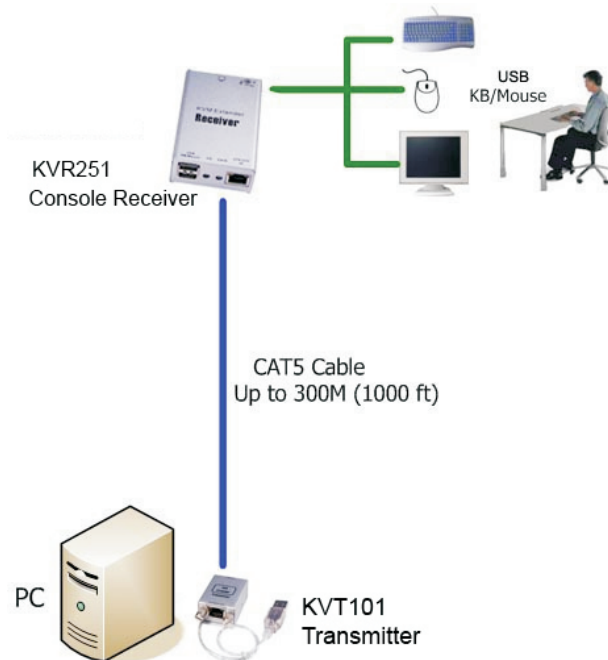 Receiver
USB
KB/Mouse
KVR251
Console Receiver
CAT5 Cable
Up to 300M (1000 ft)
PC
KVT101
Transmitter